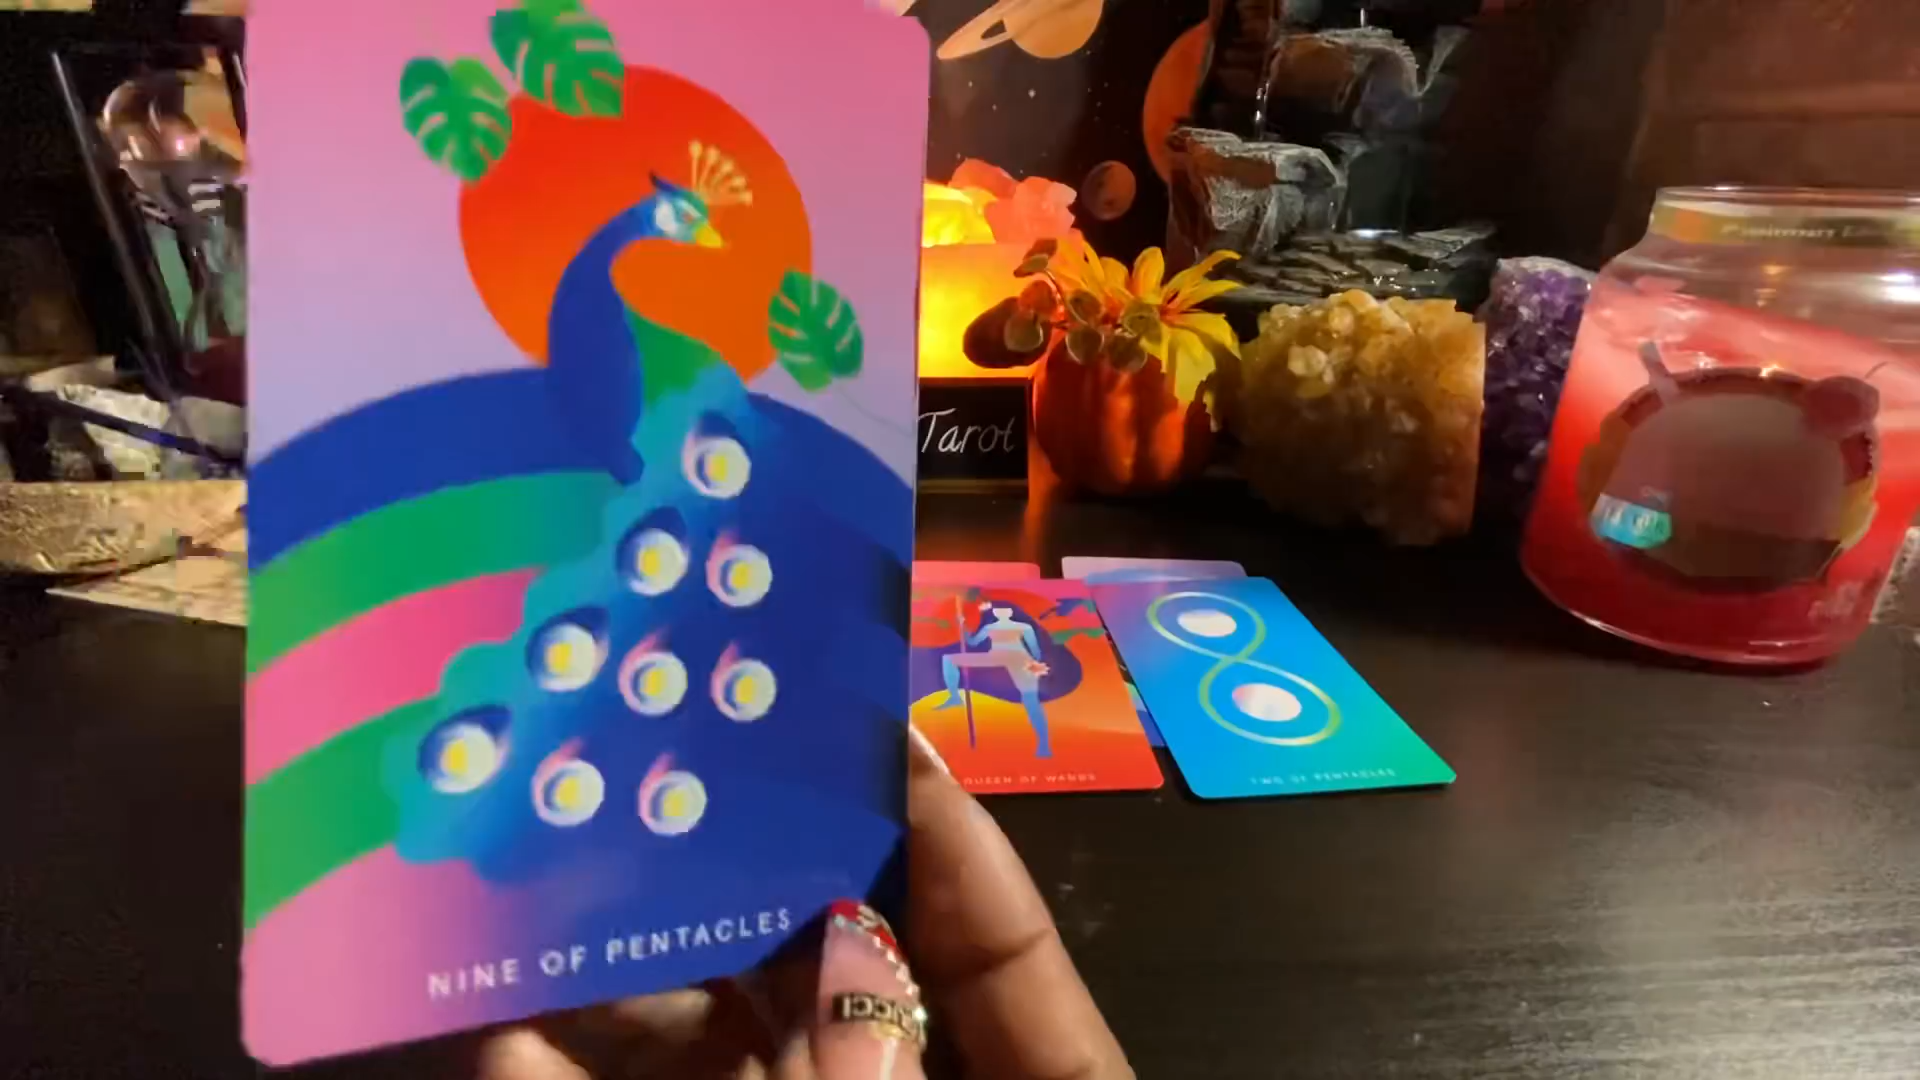 Tarot
QUEEN OF WANDS
TWO OF PENTACLES
NINE OF PENTACLES